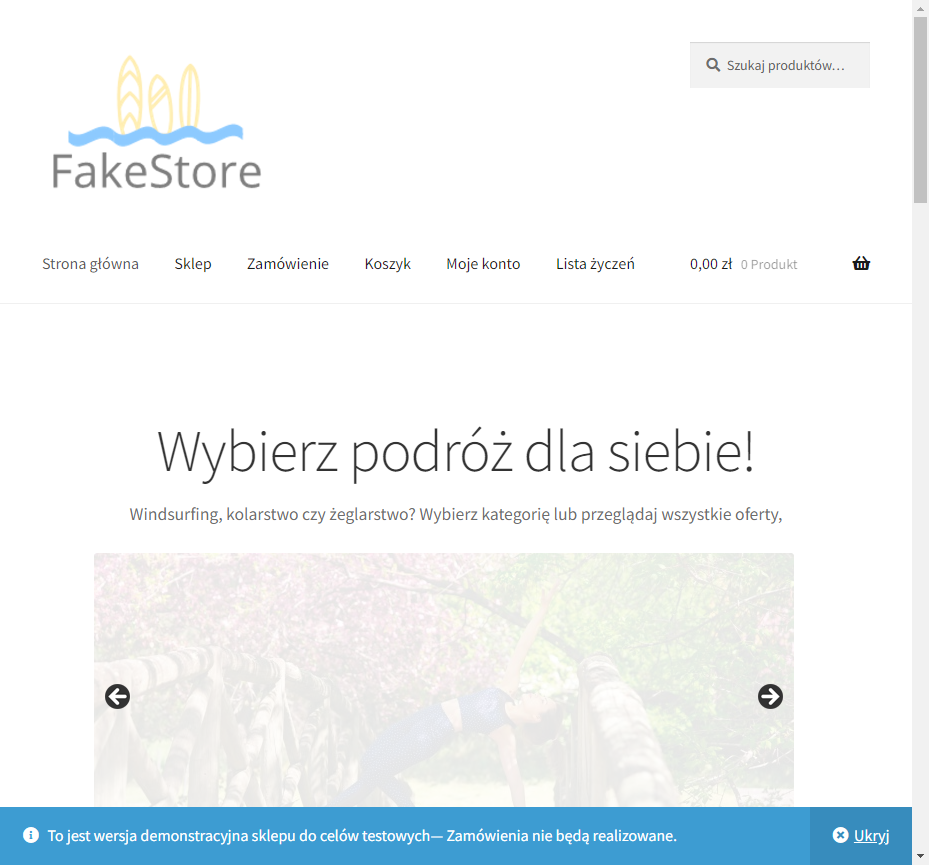 Szukaj produktów…
FakeStore
Strona główna Sklep Zamówienie Koszyk Moje konto Lista życzeń 0,00 zł 0 Produkt
Wybierz podróż dla siebie!
Windsurfing, kolarstwo czy żeglarstwo? Wybierz kategorię lub przeglądaj wszystkie oferty,
To jest wersja demonstracyjna sklepu do celów testowych— Zamówienia nie będą realizowane. Ukryj